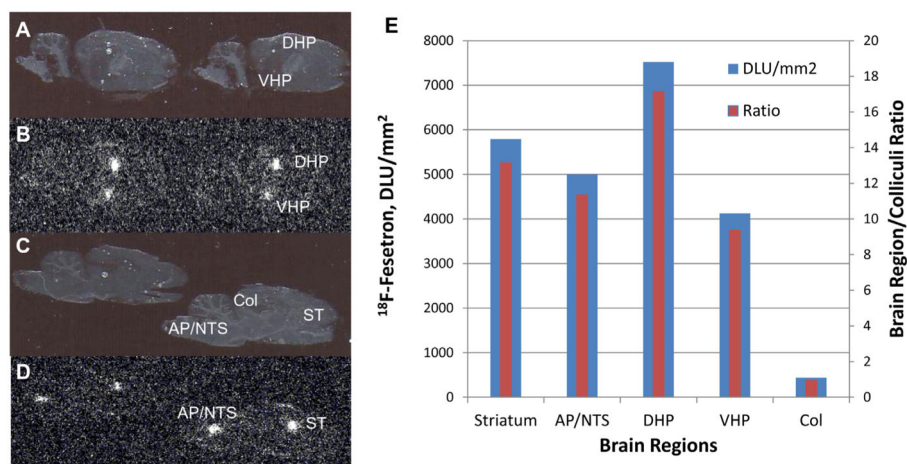 A
DHP
VHP
B
DHP
VHP
C
Col
ST
AP/NTS
D
AP/NTS
ST
E
8000
7000
6000
5000
4000
3000
2000
1000
0
20
18
16
14
12
10
8
6
4
2
0
¹⁸F-Fesetron, DLU/mm²
Brain Region/Colliculi Ratio
DLU/mm2
Ratio
Striatum AP/NTS DHP VHP Col
Brain Regions